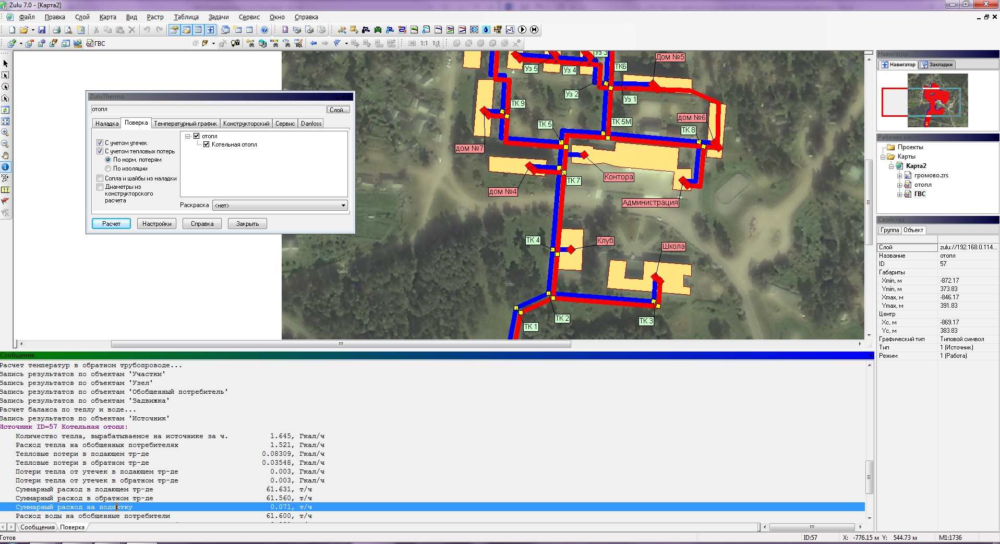 Zulu 7.0 - [Карта2]
Файл Правка Слой Карта Вид Растр Таблица Задачи Сервис Окно Справка
ГВС
SQL
1:1
ZuluThermo
отопл
Слой...
Наладка Поверка Температурный график Конструкторский Сервис Danfoss
С учетом утечек
С учетом тепловых потерь
По норм. потерям
По изоляции
Сопла и шайбы из наладки
Диаметры из
конструкторского
расчета
отопл
Котельная отопл
Раскраска <нет>
Расчет Настройки Справка Закрыть
Уз 3
Дом №5
Уз 5
Уз 4
ТК6
Уз 2
Уз 1
ТК 9
дом №6
ТК 5
ТК 5М
ТК 8
Yandex
дом №7
Контора
ТК 7
дом №4
Администрация
ТК 4
Клуб
Школа
Yandex
Yandex
Yandex
ТК 2
ТК 3
ТК 1
Навигатор
Навигатор Закладки
Рабочее место
Проекты
Карты
Карта2
громово.zrs
отопл
ГВС
Свойства
Группа Объект
Слой zulu://192.168.0.114...
Название отопл
ID 57
Габариты
Xmin, м -872.17
Ymin, м 373.83
Xmax, м -846.17
Ymax, м 391.83
Центр
Xc, м -869.17
Yc, м 383.83
Графический тип Типовой символ
Тип 1 (Источник)
Режим 1 (Работа)
Сообщения
Расчет температур в обратном трубопроводе...
Запись результатов по объектам 'Участки'
Запись результатов по объектам 'Узел'
Запись результатов по объектам 'Обобщенный потребитель'
Запись результатов по объектам 'Задвижка'
Расчет баланса по теплу и воде...
Запись результатов по объектам 'Источник'
Источник ID=57 Котельная отопл:
Количество тепла, вырабатываемое на источнике за ч. 1.645, Гкал/ч
Расход тепла на обобщенных потребителях 1.521, Гкал/ч
Тепловые потери в подающем тр-де 0.08309, Гкал/ч
Тепловые потери в обратном тр-де 0.03548, Гкал/ч
Потери тепла от утечек в подающем тр-де 0.003, Гкал/ч
Потери тепла от утечек в обратном тр-де 0.003, Гкал/ч
Суммарный расход в подающем тр-де 61.631, т/ч
Суммарный расход в обратном тр-де 61.560, т/ч
Суммарный расход на подпитку 0.071, т/ч
Расход воды на обобщенные потребители 61.600, т/ч
Сообщения Поверка
Готов
ID:57 X: -776.15 м Y: 544.73 м М1:1736